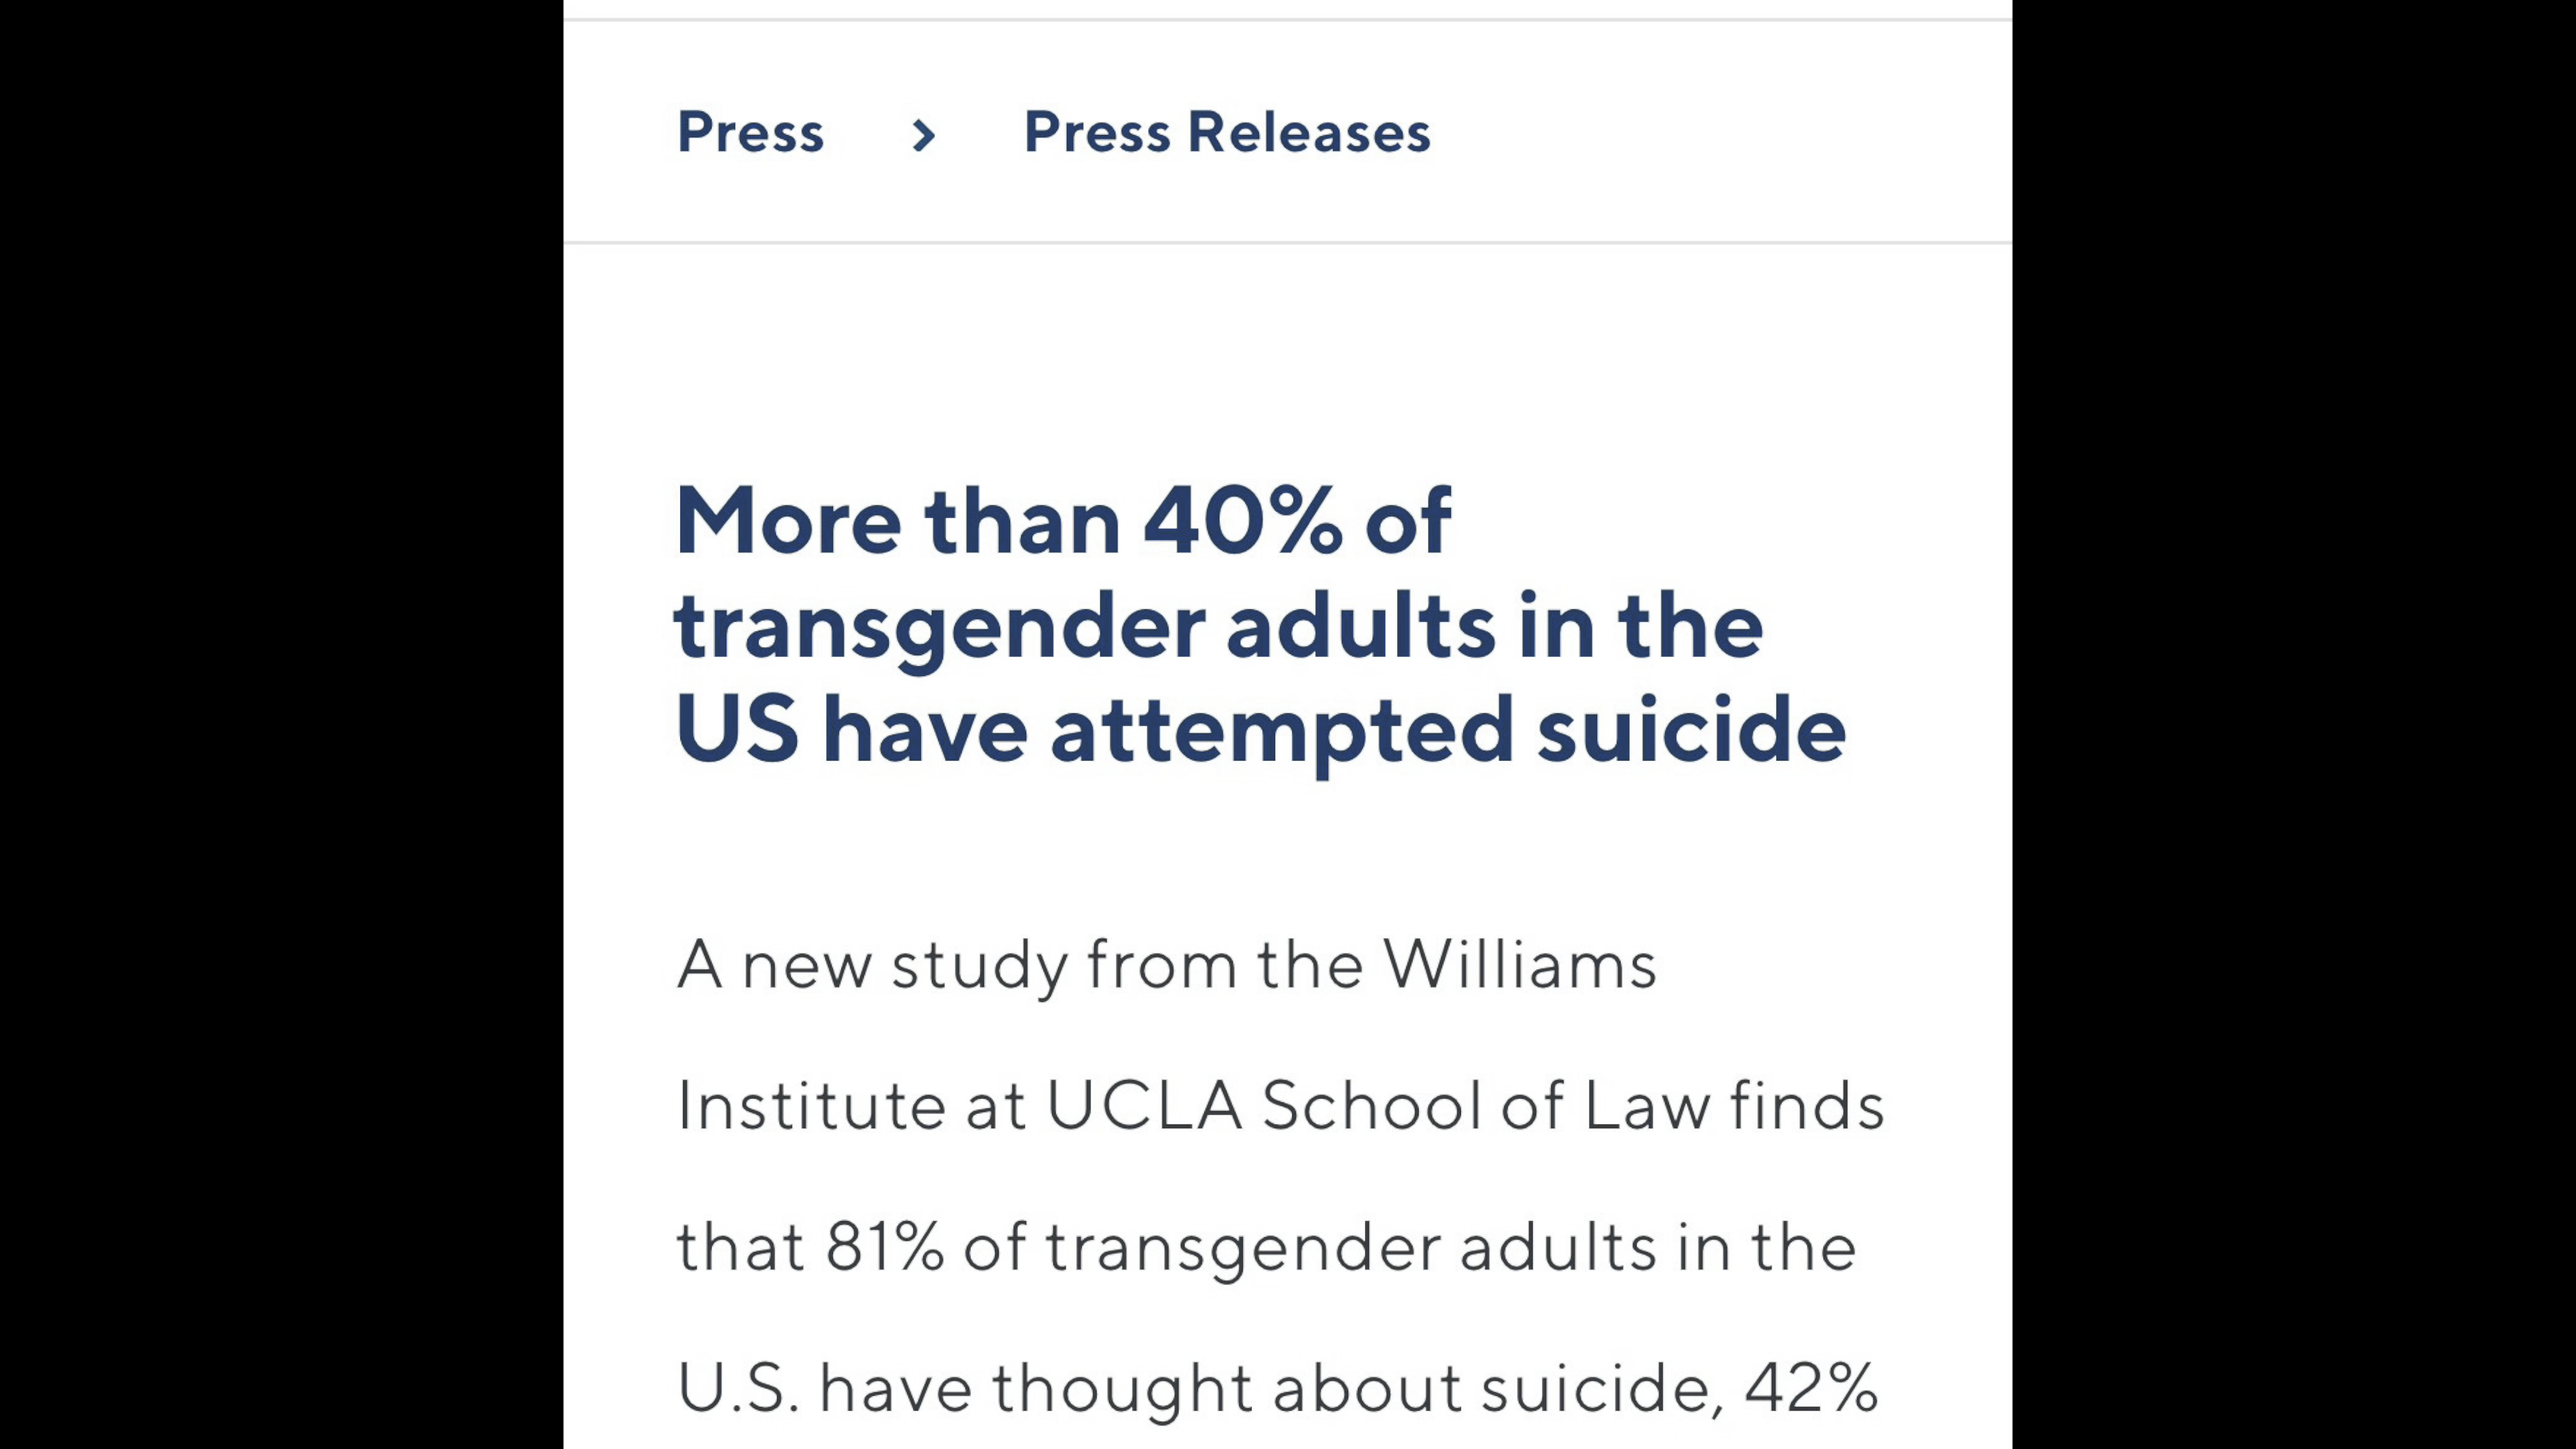 Press > Press Releases
More than 40% of
transgender adults in the
US have attempted suicide
A new study from the Williams
Institute at UCLA School of Law finds
that 81% of transgender adults in the
U.S. have thought about suicide, 42%